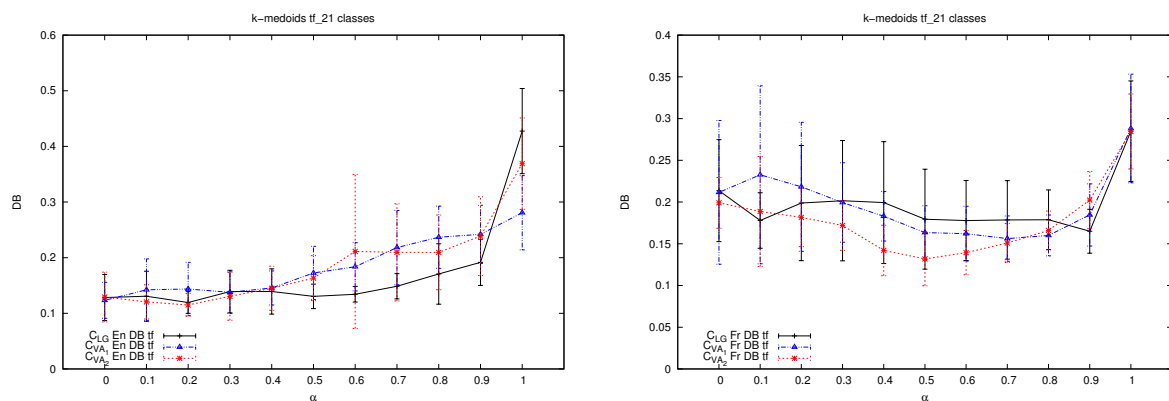 k-medoids tf_21 classes
0.6
0.5
0.4
0.3
0.2
0.1
0
DB
C_LG En DB tf
C_VA_1 En DB tf
C_VA_2 En DB tf
0 0.1 0.2 0.3 0.4 0.5 0.6 0.7 0.8 0.9 1
α
k-medoids tf_21 classes
0.4
0.35
0.3
0.25
0.2
0.15
0.1
0.05
0
DB
C_LG Fr DB tf
C_VA_1 Fr DB tf
C_VA_2 Fr DB tf
0 0.1 0.2 0.3 0.4 0.5 0.6 0.7 0.8 0.9 1
α